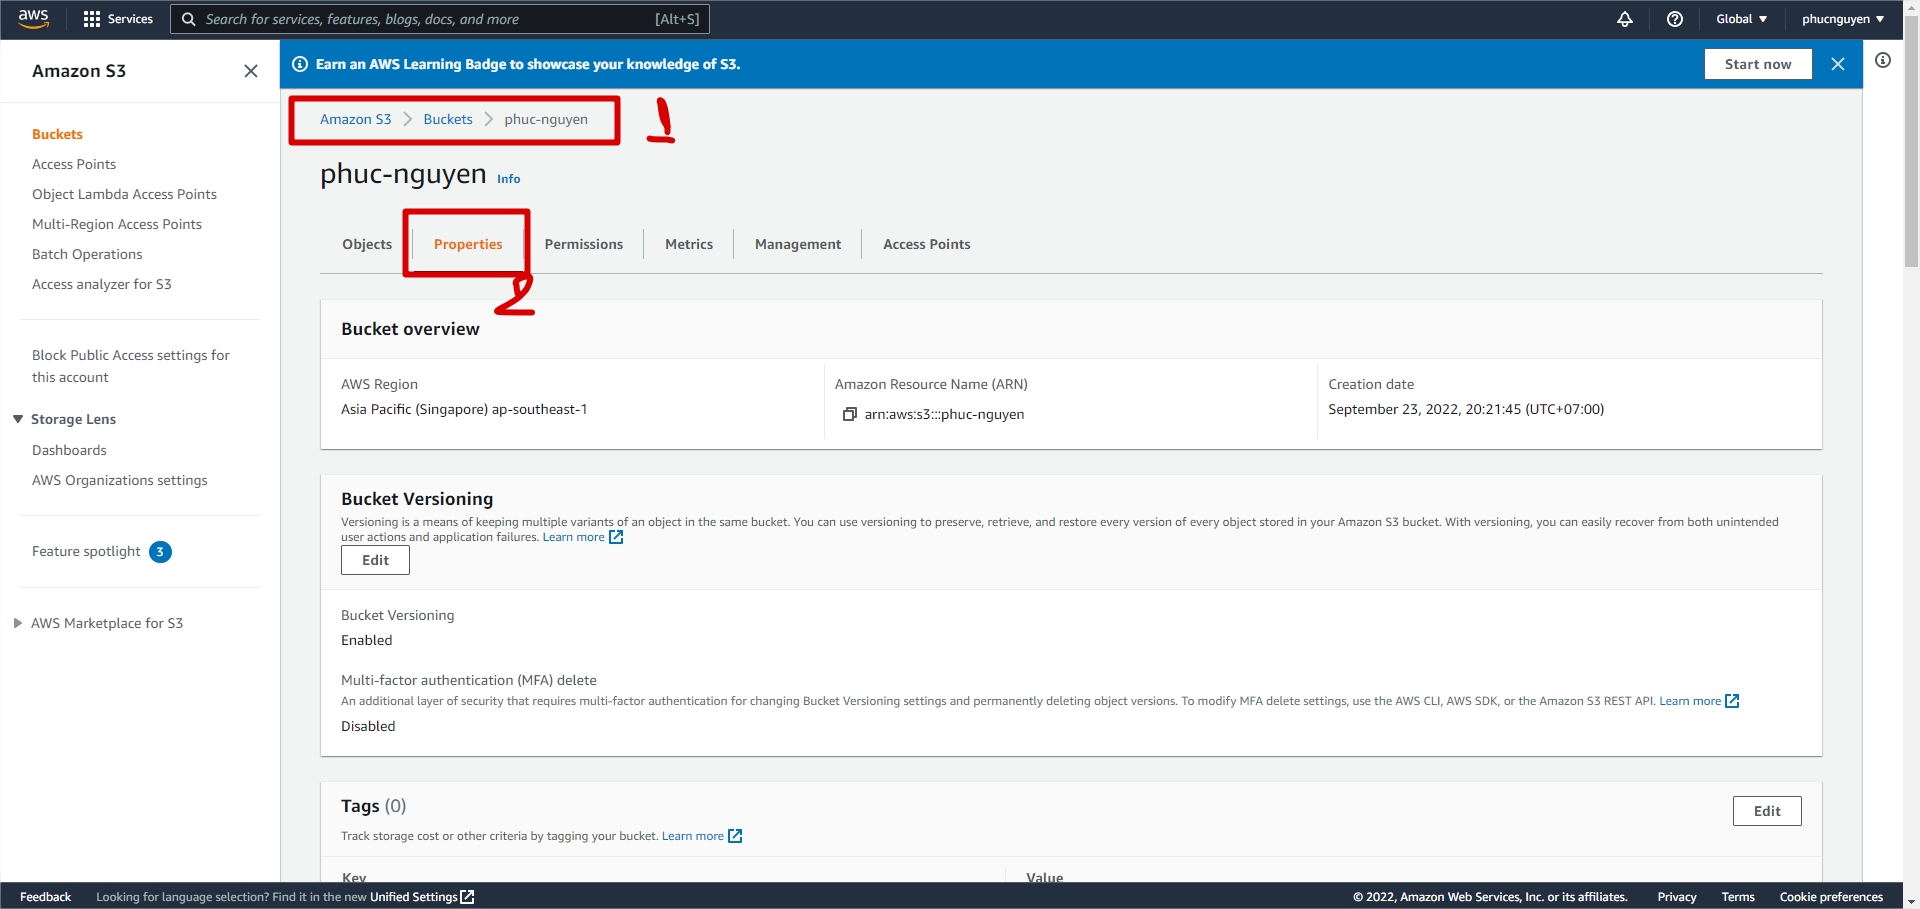 aws
Services
Search for services, features, blogs, docs, and more
[Alt+S]
Global
phucnguyen
Amazon S3
Buckets
Access Points
Object Lambda Access Points
Multi-Region Access Points
Batch Operations
Access analyzer for S3
Block Public Access settings for
this account
Storage Lens
Dashboards
AWS Organizations settings
Feature spotlight 3
AWS Marketplace for S3
Earn an AWS Learning Badge to showcase your knowledge of S3.
Start now
Amazon S3 > Buckets > phuc-nguyen
1
phuc-nguyen Info
Objects
Properties
Permissions
Metrics
Management
Access Points
2
Bucket overview
AWS Region
Asia Pacific (Singapore) ap-southeast-1
Amazon Resource Name (ARN)
arn:aws:s3:::phuc-nguyen
Creation date
September 23, 2022, 20:21:45 (UTC+07:00)
Bucket Versioning
Versioning is a means of keeping multiple variants of an object in the same bucket. You can use versioning to preserve, retrieve, and restore every version of every object stored in your Amazon S3 bucket. With versioning, you can easily recover from both unintended
user actions and application failures. Learn more
Edit
Bucket Versioning
Enabled
Multi-factor authentication (MFA) delete
An additional layer of security that requires multi-factor authentication for changing Bucket Versioning settings and permanently deleting object versions. To modify MFA delete settings, use the AWS CLI, AWS SDK, or the Amazon S3 REST API. Learn more
Disabled
Tags (0)
Edit
Track storage cost or other criteria by tagging your bucket. Learn more
Key
Value
Feedback
Looking for language selection? Find it in the new Unified Settings
© 2022, Amazon Web Services, Inc. or its affiliates.
Privacy
Terms
Cookie preferences